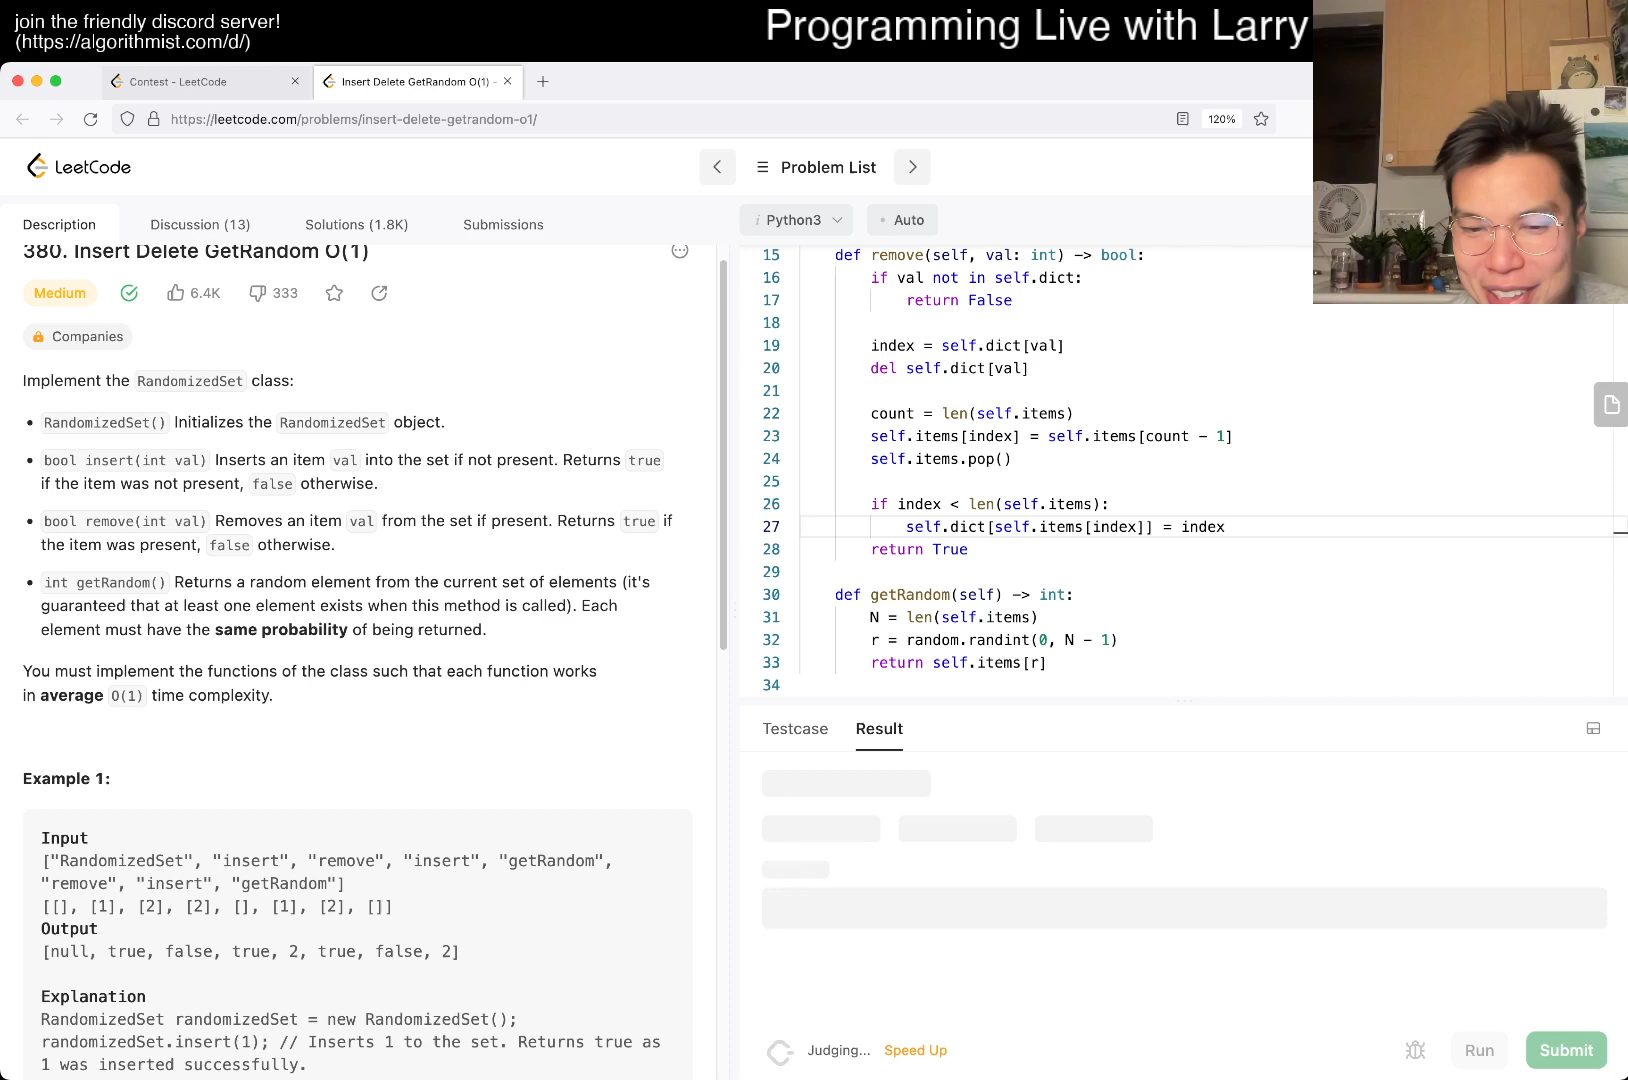 join the friendly discord server!
(https://algorithmist.com/d/)
Programming Live with Larry
Contest - LeetCode
Insert Delete GetRandom O(1) -
https://leetcode.com/problems/insert-delete-getrandom-o1/
120%
LeetCode
Problem List
Description
Discussion (13)
Solutions (1.8K)
Submissions
i Python3
Auto
380. Insert Delete GetRandom O(1)
Medium
6.4K
333
Companies
Implement the RandomizedSet class:
• RandomizedSet() Initializes the RandomizedSet object.
• bool insert(int val) Inserts an item val into the set if not present. Returns true
if the item was not present, false otherwise.
• bool remove(int val) Removes an item val from the set if present. Returns true if
the item was present, false otherwise.
• int getRandom() Returns a random element from the current set of elements (it's
guaranteed that at least one element exists when this method is called). Each
element must have the same probability of being returned.
You must implement the functions of the class such that each function works
in average O(1) time complexity.
Example 1:
Input
["RandomizedSet", "insert", "remove", "insert", "getRandom",
"remove", "insert", "getRandom"]
[[], [1], [2], [2], [], [1], [2], []]
Output
[null, true, false, true, 2, true, false, 2]
Explanation
RandomizedSet randomizedSet = new RandomizedSet();
randomizedSet.insert(1); // Inserts 1 to the set. Returns true as
1 was inserted successfully.
15 def remove(self, val: int) -> bool:
16 if val not in self.dict:
17 return False
18
19 index = self.dict[val]
20 del self.dict[val]
21
22 count = len(self.items)
23 self.items[index] = self.items[count - 1]
24 self.items.pop()
25
26 if index < len(self.items):
27 self.dict[self.items[index]] = index
28 return True
29
30 def getRandom(self) -> int:
31 N = len(self.items)
32 r = random.randint(0, N - 1)
33 return self.items[r]
34
Testcase
Result
Judging...
Speed Up
Run
Submit